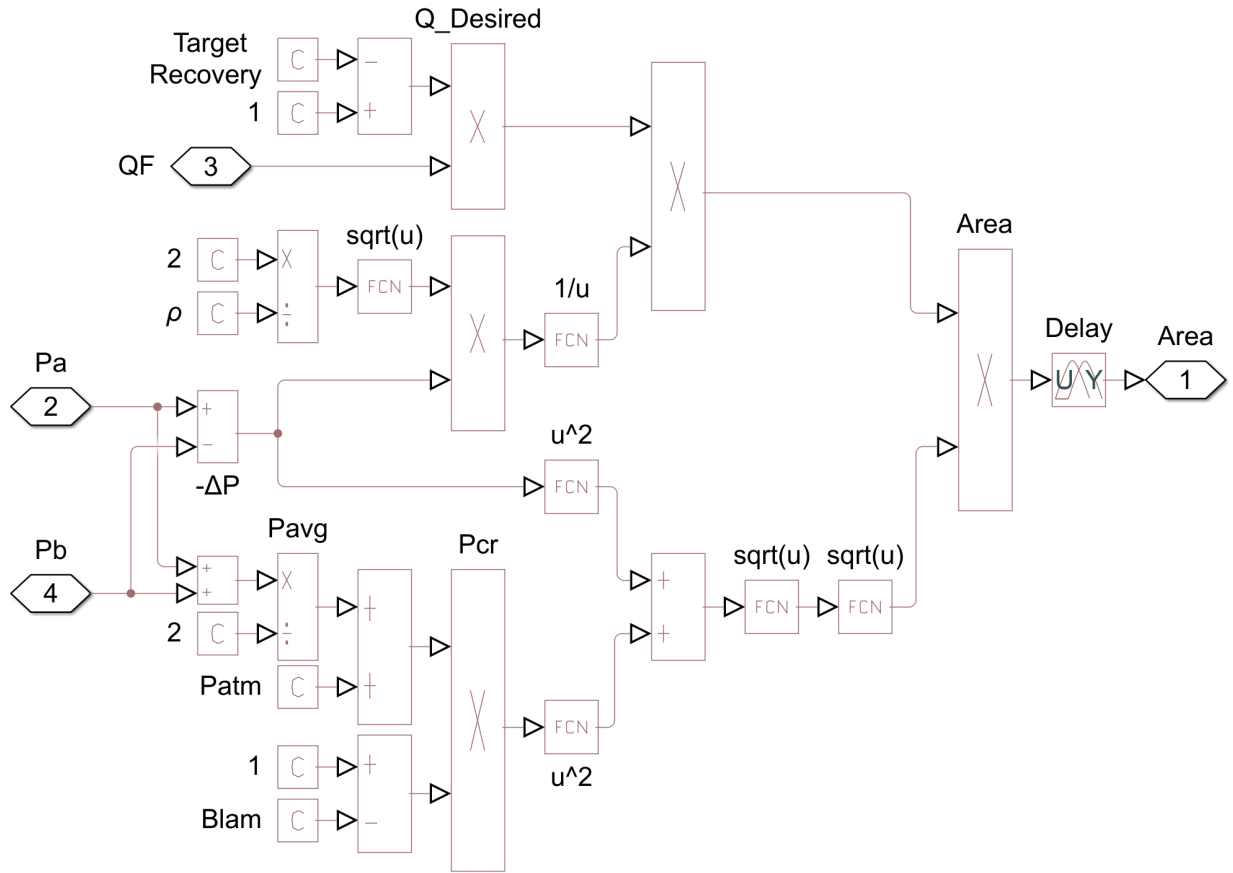 Q_Desired
Target
Recovery
C
−
1
C
+
X
QF
3
X
2
C
X
sqrt(u)
FCN
ρ
C
÷
X
1/u
FCN
Area
X
Delay
U Y
Area
1
Pa
2
+
−
-ΔP
u^2
FCN
Pb
4
+
+
Pavg
X
2
C
÷
+
Patm
C
+
Pcr
X
1
C
+
Blam
C
−
FCN
u^2
+
+
sqrt(u)
FCN
sqrt(u)
FCN